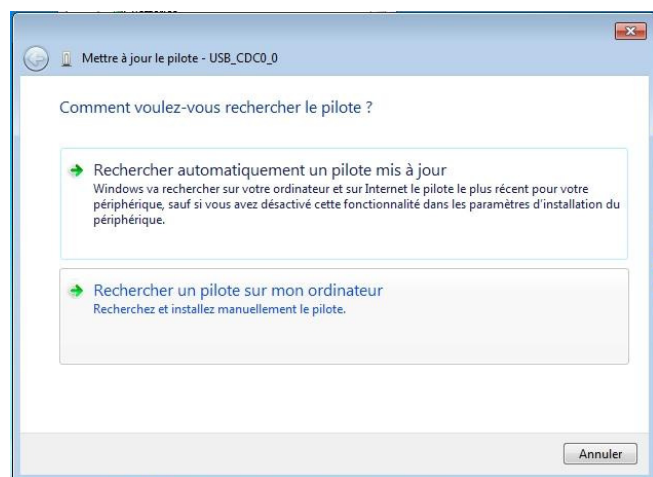 Mettre à jour le pilote - USB_CDC0_0
Comment voulez-vous rechercher le pilote ?
Rechercher automatiquement un pilote mis à jour
Windows va rechercher sur votre ordinateur et sur Internet le pilote le plus récent pour votre
périphérique, sauf si vous avez désactivé cette fonctionnalité dans les paramètres d'installation du
périphérique.
Rechercher un pilote sur mon ordinateur
Recherchez et installez manuellement le pilote.
Annuler